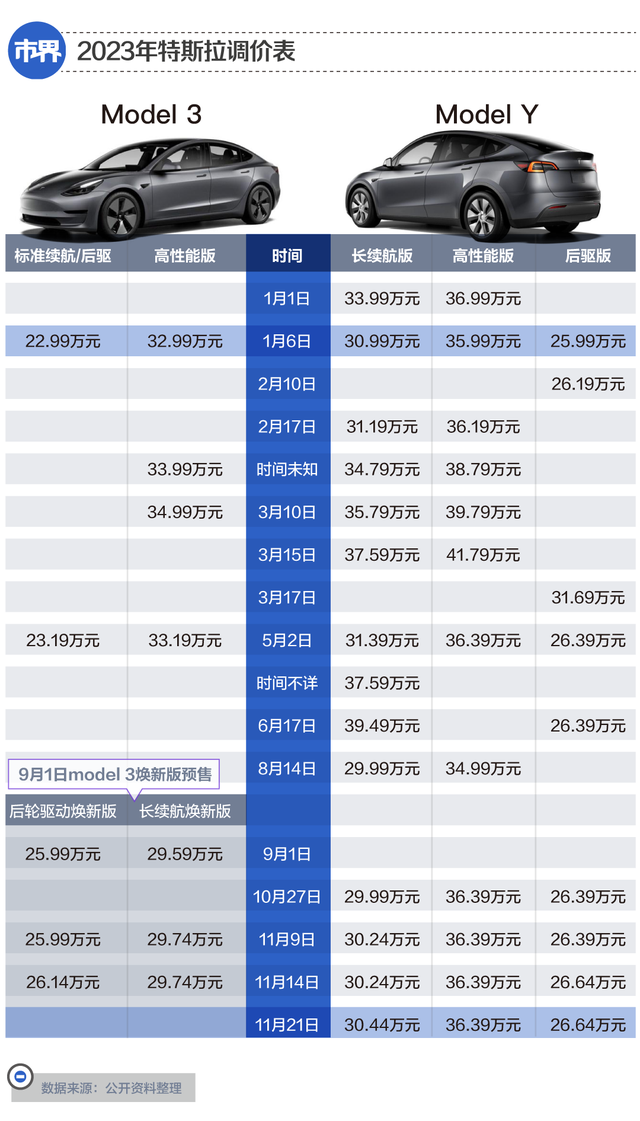 市界
2023年特斯拉调价表
Model 3 Model Y
标准续航/后驱 高性能版 时间 长续航版 高性能版 后驱版
1月1日 33.99万元 36.99万元
22.99万元 32.99万元 1月6日 30.99万元 35.99万元 25.99万元
2月10日 26.19万元
2月17日 31.19万元 36.19万元
33.99万元 时间未知 34.79万元 38.79万元
34.99万元 3月10日 35.79万元 39.79万元
3月15日 37.59万元 41.79万元
3月17日 31.69万元
23.19万元 33.19万元 5月2日 31.39万元 36.39万元 26.39万元
时间不详 37.59万元
6月17日 39.49万元 26.39万元
8月14日 29.99万元 34.99万元
9月1日model 3焕新版预售
后轮驱动焕新版 长续航焕新版
25.99万元 29.59万元 9月1日
10月27日 29.99万元 36.39万元 26.39万元
25.99万元 29.74万元 11月9日 30.24万元 36.39万元 26.39万元
26.14万元 29.74万元 11月14日 30.24万元 36.39万元 26.64万元
11月21日 30.44万元 36.39万元 26.64万元
数据来源：公开资料整理